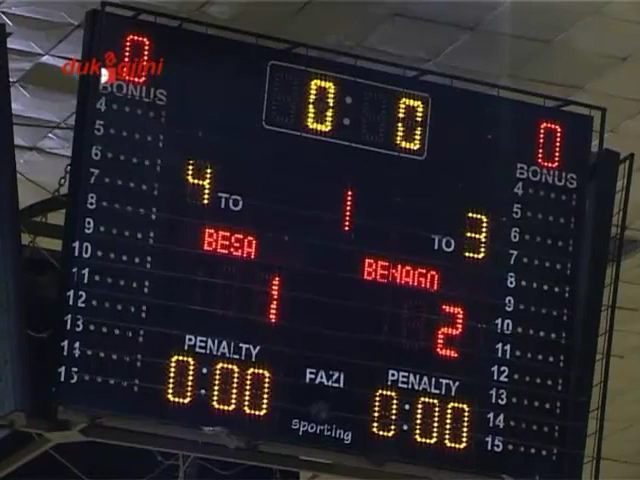 dukagjini
0 0 : 0 0
BONUS BONUS
4 TO 1 TO 3
BESA BENAGO
1 2
PENALTY PENALTY
0:00 FAZI 0:00
sporting
4 4
5 5
6 6
7 7
8 8
9 9
10 10
11 11
12 12
13 13
14 14
15 15